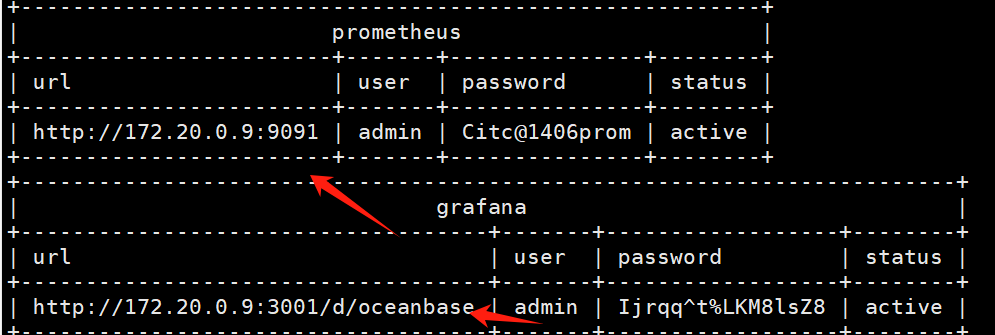 prometheus
url | user | password | status
http://172.20.0.9:9091 | admin | Citc@1406prom | active
grafana
url | user | password | status
http://172.20.0.9:3001/d/oceanbase | admin | Ijrqq^t%LKM8lsZ8 | active